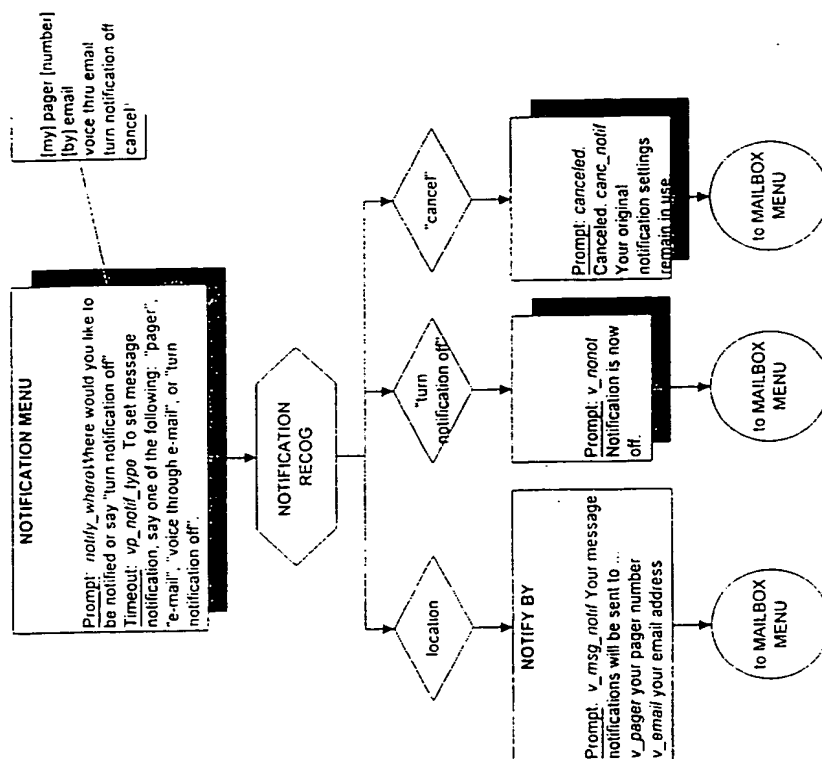 [my] pager [number]
[by] email
voice thru email
turn notification off
cancel'
NOTIFICATION MENU
Prompt: notify_where Where would you like to
be notified or say "turn notification off"
Timeout: vp_notif_type To set message
notification, say one of the following: "pager",
"e-mail", "voice through e-mail", or "turn
notification off".
NOTIFICATION
RECOG
location
"turn
notification off"
"cancel"
NOTIFY BY
Prompt. v_msg_notif Your message
notifications will be sent to ...
v_pager your pager number
v_email your email address
Prompt: v_nonot
Notification is now
off.
Prompt: canceled.
Canceled. canc_notif
Your original
notification settings
remain in use
to MAILBOX
MENU
to MAILBOX
MENU
to MAILBOX
MENU